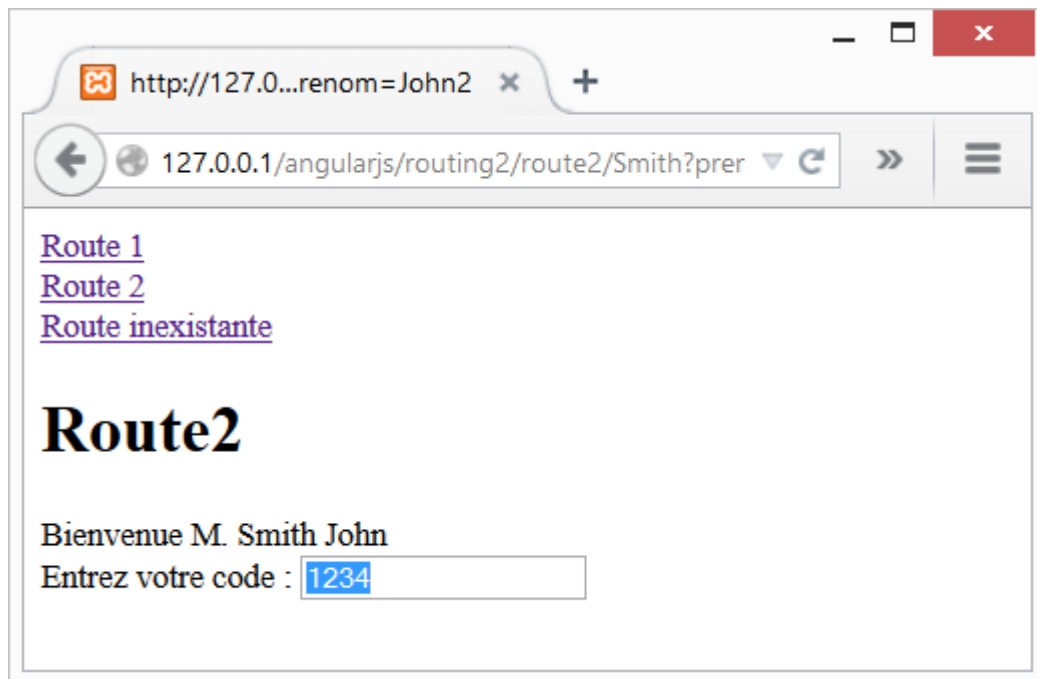 http://127.0...renom=John2
127.0.0.1/angularjs/routing2/route2/Smith?prer
Route 1
Route 2
Route inexistante
Route2
Bienvenue M. Smith John
Entrez votre code : 1234